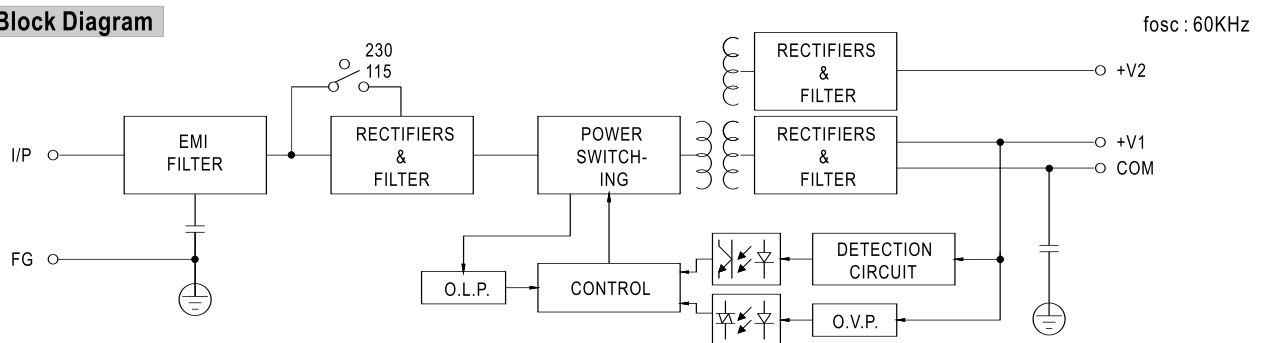 Block Diagram
fosc : 60KHz
230
115
I/P
EMI
FILTER
RECTIFIERS
&
FILTER
POWER
SWITCH-
ING
RECTIFIERS
&
FILTER
+V2
RECTIFIERS
&
FILTER
+V1
COM
FG
O.L.P.
CONTROL
DETECTION
CIRCUIT
O.V.P.